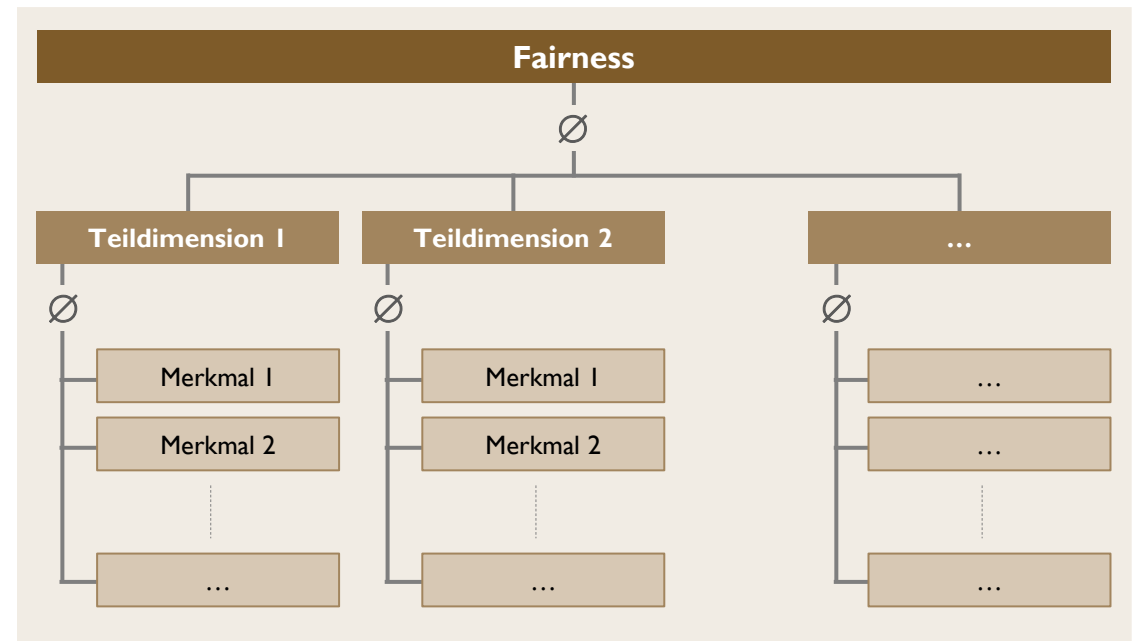 Fairness
∅
Teildimension 1
Teildimension 2
...
∅
∅
∅
Merkmal 1
Merkmal 1
...
Merkmal 2
Merkmal 2
...
...
...
...